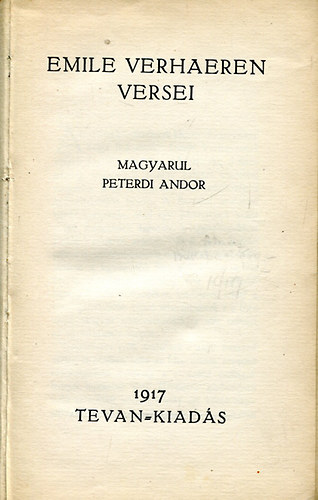 EMILE VERHAEREN
VERSEI
MAGYARUL
PETERDI ANDOR
1917
TEVAN-KIADÁS